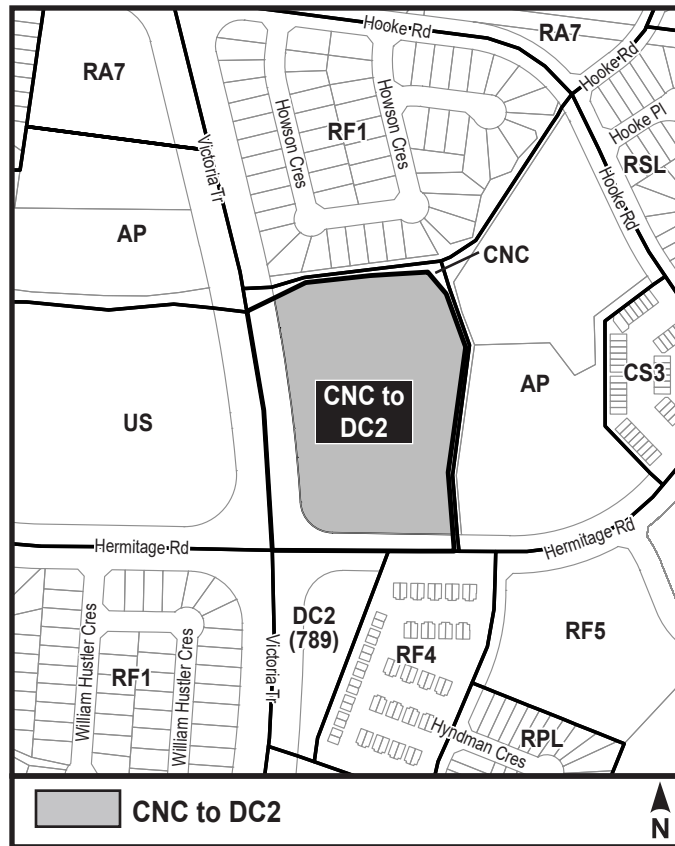 Hooke Rd
RA7
RA7
Hooke Rd
Howson Cres
Howson Cres
RF1
Hooke Pl
Victoria Tr
RSL
Hooke Rd
AP
CNC
CS3
AP
CNC to
DC2
US
Hermitage Rd
Hermitage Rd
DC2
(789)
RF5
William Hustler Cres
William Hustler Cres
Victoria Tr
RF4
RF1
Hyndman Cres
RPL
CNC to DC2
N